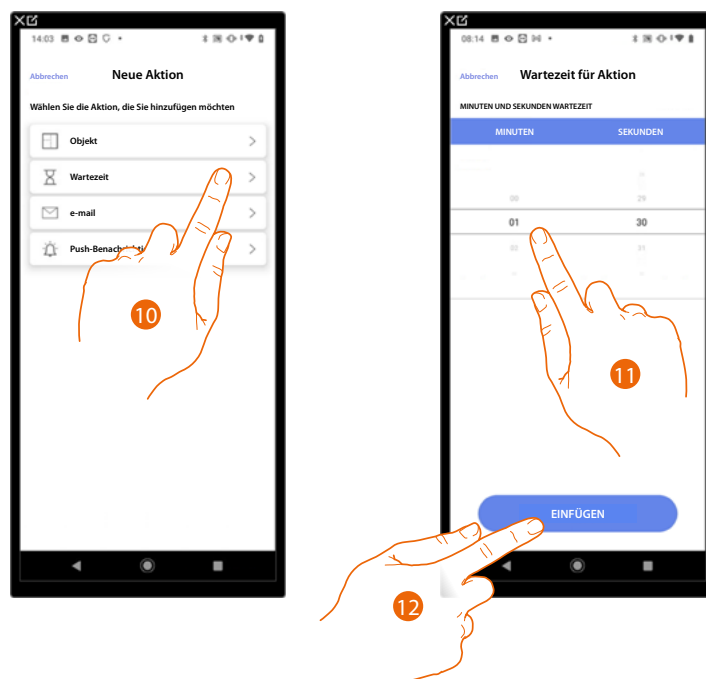 14:03
Abbrechen
Neue Aktion
Wählen Sie die Aktion, die Sie hinzufügen möchten
Objekt
Wartezeit
e-mail
10
08:14
Abbrechen
Wartezeit für Aktion
MINUTEN UND SEKUNDEN WARTEZEIT
MINUTEN SEKUNDEN
00 29
01 30
31
11
EINFÜGEN
12